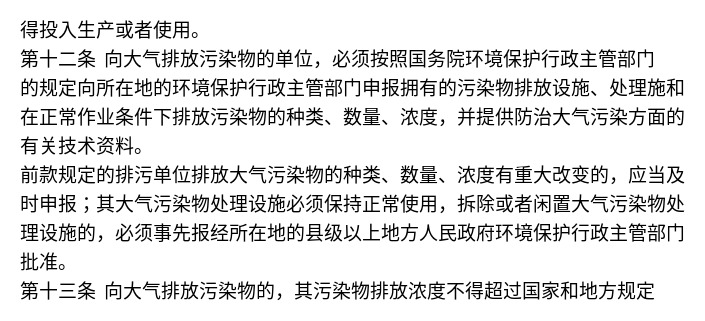 得投入生产或者使用。
第十二条 向大气排放污染物的单位，必须按照国务院环境保护行政主管部门
的规定向所在地的环境保护行政主管部门申报拥有的污染物排放设施、处理施和
在正常作业条件下排放污染物的种类、数量、浓度，并提供防治大气污染方面的
有关技术资料。
前款规定的排污单位排放大气污染物的种类、数量、浓度有重大改变的，应当及
时申报；其大气污染物处理设施必须保持正常使用，拆除或者闲置大气污染物处
理设施的，必须事先报经所在地的县级以上地方人民政府环境保护行政主管部门
批准。
第十三条 向大气排放污染物的，其污染物排放浓度不得超过国家和地方规定